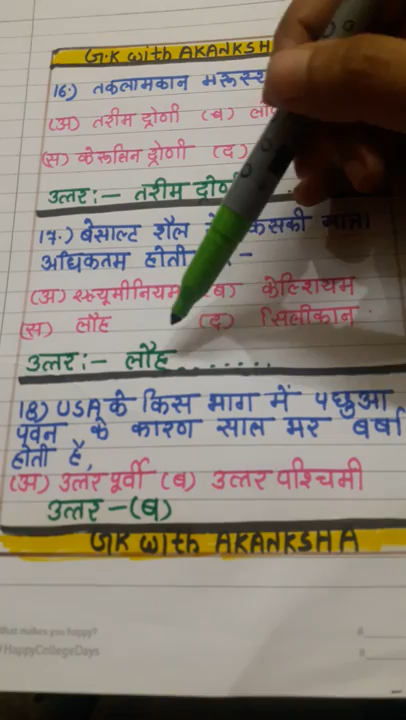 G.K with AKANKSH
16.) तकलामकान मरूस्थ
(अ) तरीम द्रोणी (ब)
(स) केरूलिन द्रोणी (द)
उत्तर:- तरीम द्रो
17.) बेसाल्ट शैल किसकी मात्रा
अधिकतम होती -
(अ) एल्यूमीनियम (ब) केल्शियम
(स) लौह (द) सिलीकान
उत्तर:- लौह.......
18) USA के किस भाग में पछुआ
पवन के कारण साल भर बर्षा
होती है,
(अ) उत्तर पूर्वी (ब) उत्तर पश्चिमी
उत्तर-(ब)
GK with AKANKSHA
What makes you happy?
#HappyCollegeDays